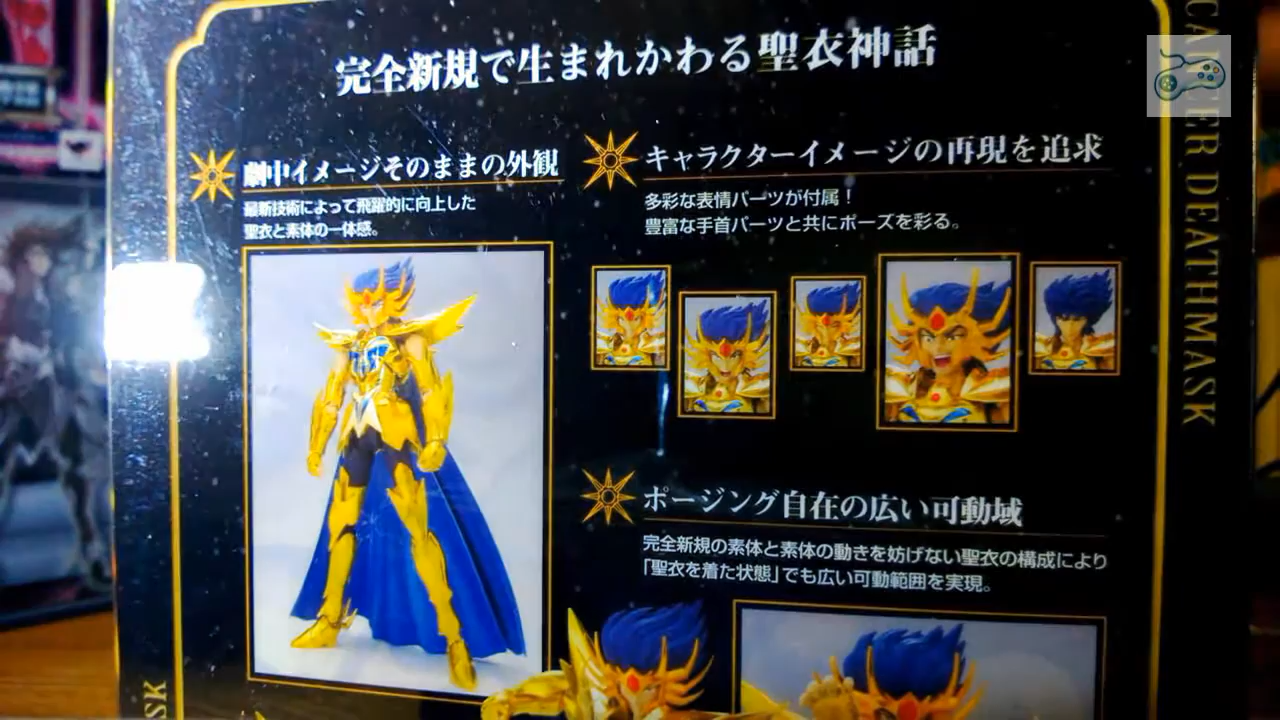 完全新規で生まれかわる聖衣神話
劇中イメージそのままの外観
最新技術によって飛躍的に向上した
聖衣と素体の一体感。
キャラクターイメージの再現を追求
多彩な表情パーツが付属！
豊富な手首パーツと共にポーズを彩る。
ポージング自在の広い可動域
完全新規の素体と素体の動きを妨げない聖衣の構成により
「聖衣を着た状態」でも広い可動範囲を実現。
CANCER DEATHMASK
SK